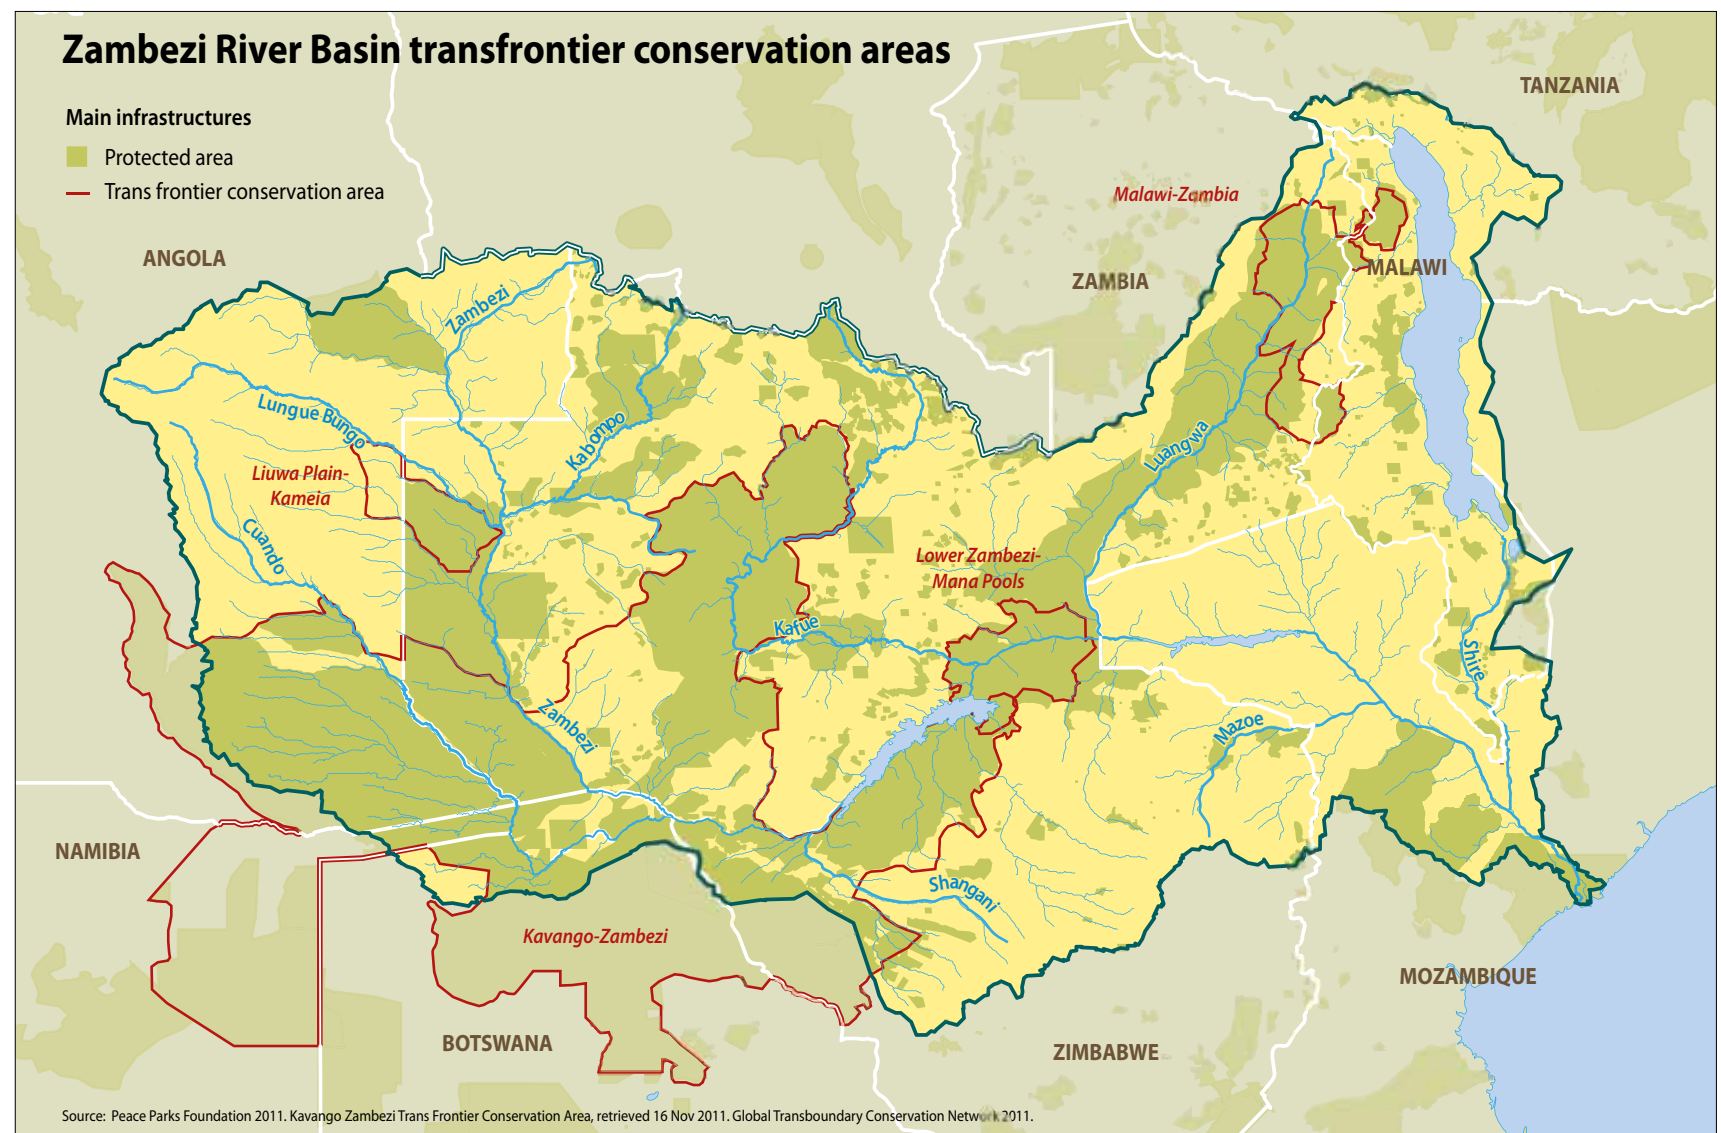 Zambezi River Basin transfrontier conservation areas
Main infrastructures
Protected area
Trans frontier conservation area
TANZANIA
Malawi-Zambia
ANGOLA
MALAWI
ZAMBIA
Zambezi
Lungue Bungo
Kabompo
Luangwa
Liuwa Plain-
Kameia
Cuando
Lower Zambezi-
Mana Pools
Kafue
Shire
Zambezi
Mazoe
NAMIBIA
Shangani
Kavango-Zambezi
MOZAMBIQUE
BOTSWANA
ZIMBABWE
Source: Peace Parks Foundation 2011. Kavango Zambezi Trans Frontier Conservation Area, retrieved 16 Nov 2011. Global Transboundary Conservation Network 2011.